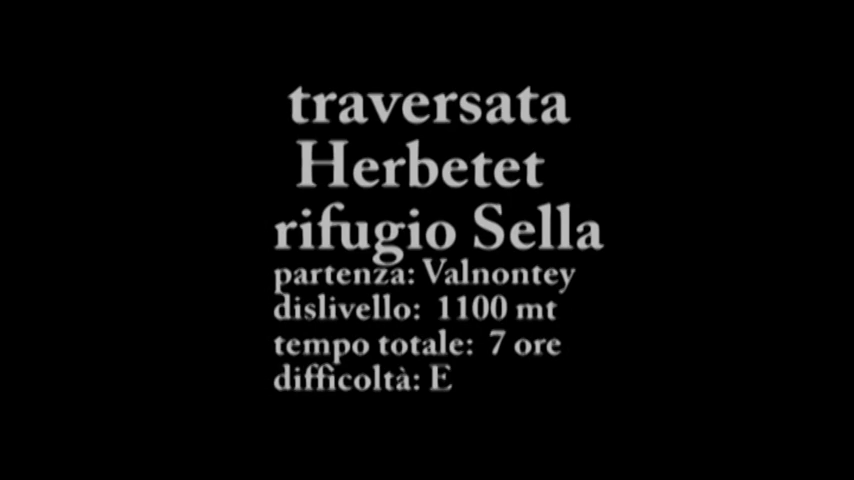 traversata
Herbetet
rifugio Sella
partenza: Valnontey
dislivello: 1100 mt
tempo totale: 7 ore
difficoltà: E